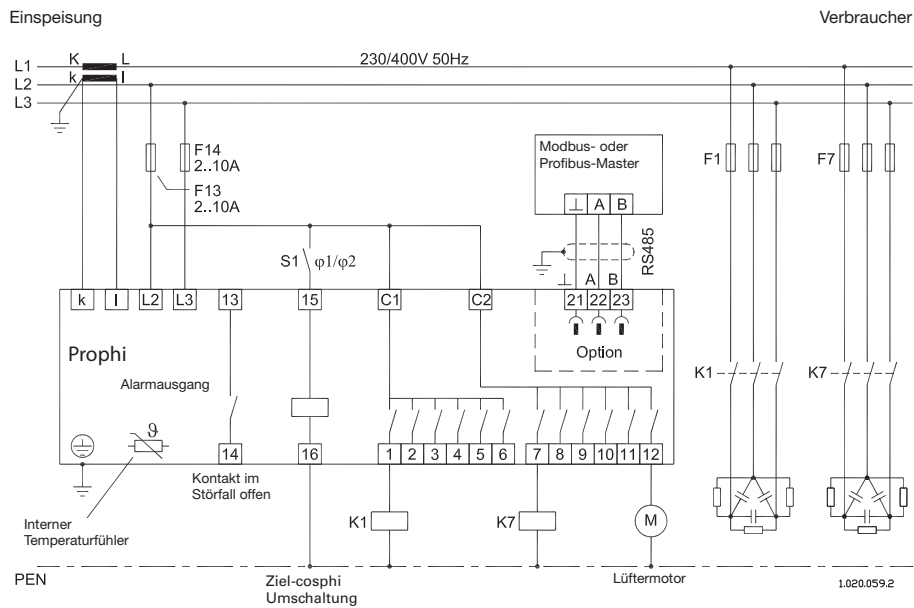 Einspeisung Verbraucher
K L
L1 230/400V 50Hz
k l
L2
L3
F14
2..10A
F13
2..10A
Modbus- oder
Profibus-Master
F1 F7
⊥ A B
S1 φ1/φ2
RS485
⊥ A B
k l L2 L3 13 15 C1 C2 21 22 23
Prophi
Option
Alarmausgang
K1 K7
ϑ
14 16 1 2 3 4 5 6 7 8 9 10 11 12
Kontakt im
Störfall offen
Interner
Temperaturfühler
K1 K7 M
PEN
Ziel-cosphi
Umschaltung
Lüftermotor
1.020.059.2